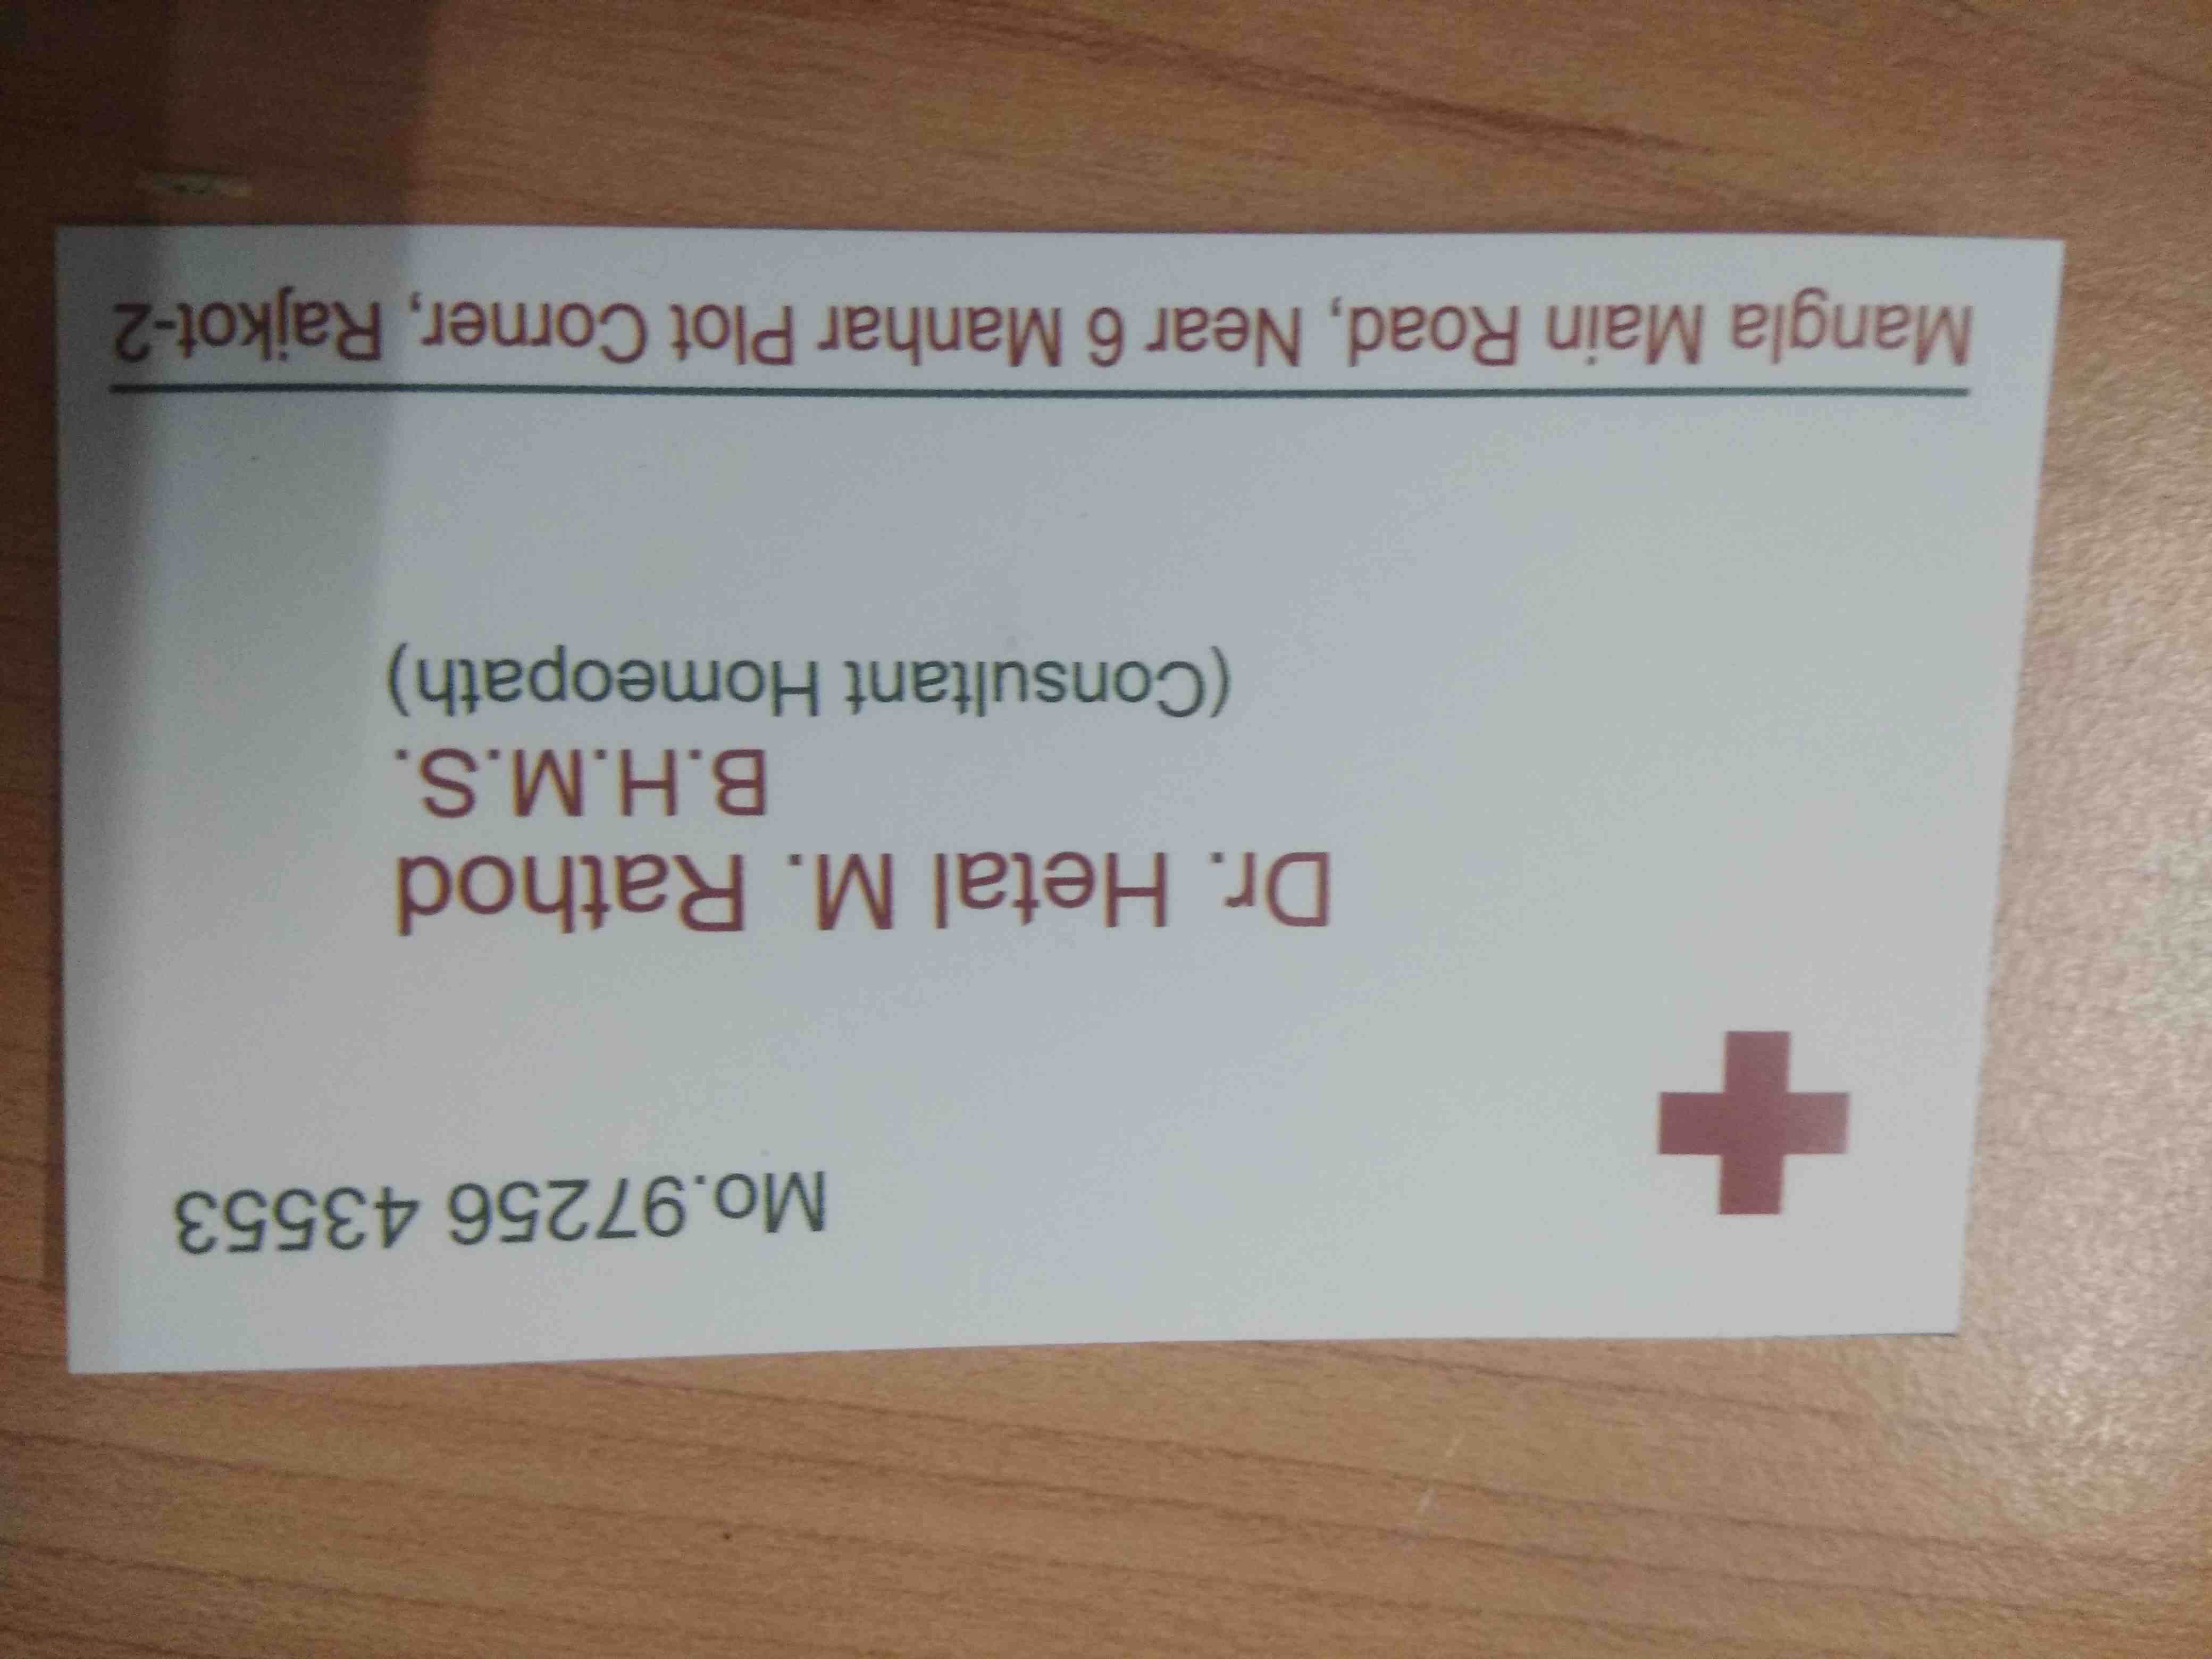 Mo.97256 43553
Dr. Hetal M. Rathod
B.H.M.S.
(Consultant Homeopath)
Mangla Main Road, Near 6 Manhar Plot Corner, Rajkot-2